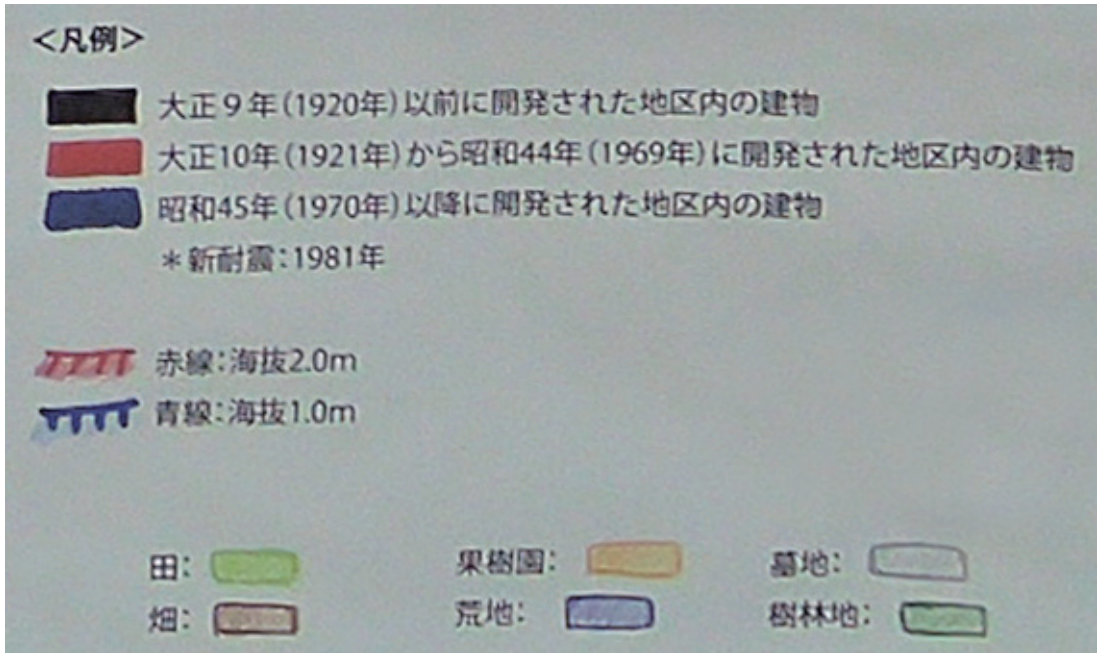 <凡例>
大正9年(1920年)以前に開発された地区内の建物
大正10年(1921年)から昭和44年(1969年)に開発された地区内の建物
昭和45年(1970年)以降に開発された地区内の建物
*新耐震:1981年
赤線:海抜2.0m
青線:海抜1.0m
田: 果樹園: 墓地:
畑: 荒地: 樹林地: